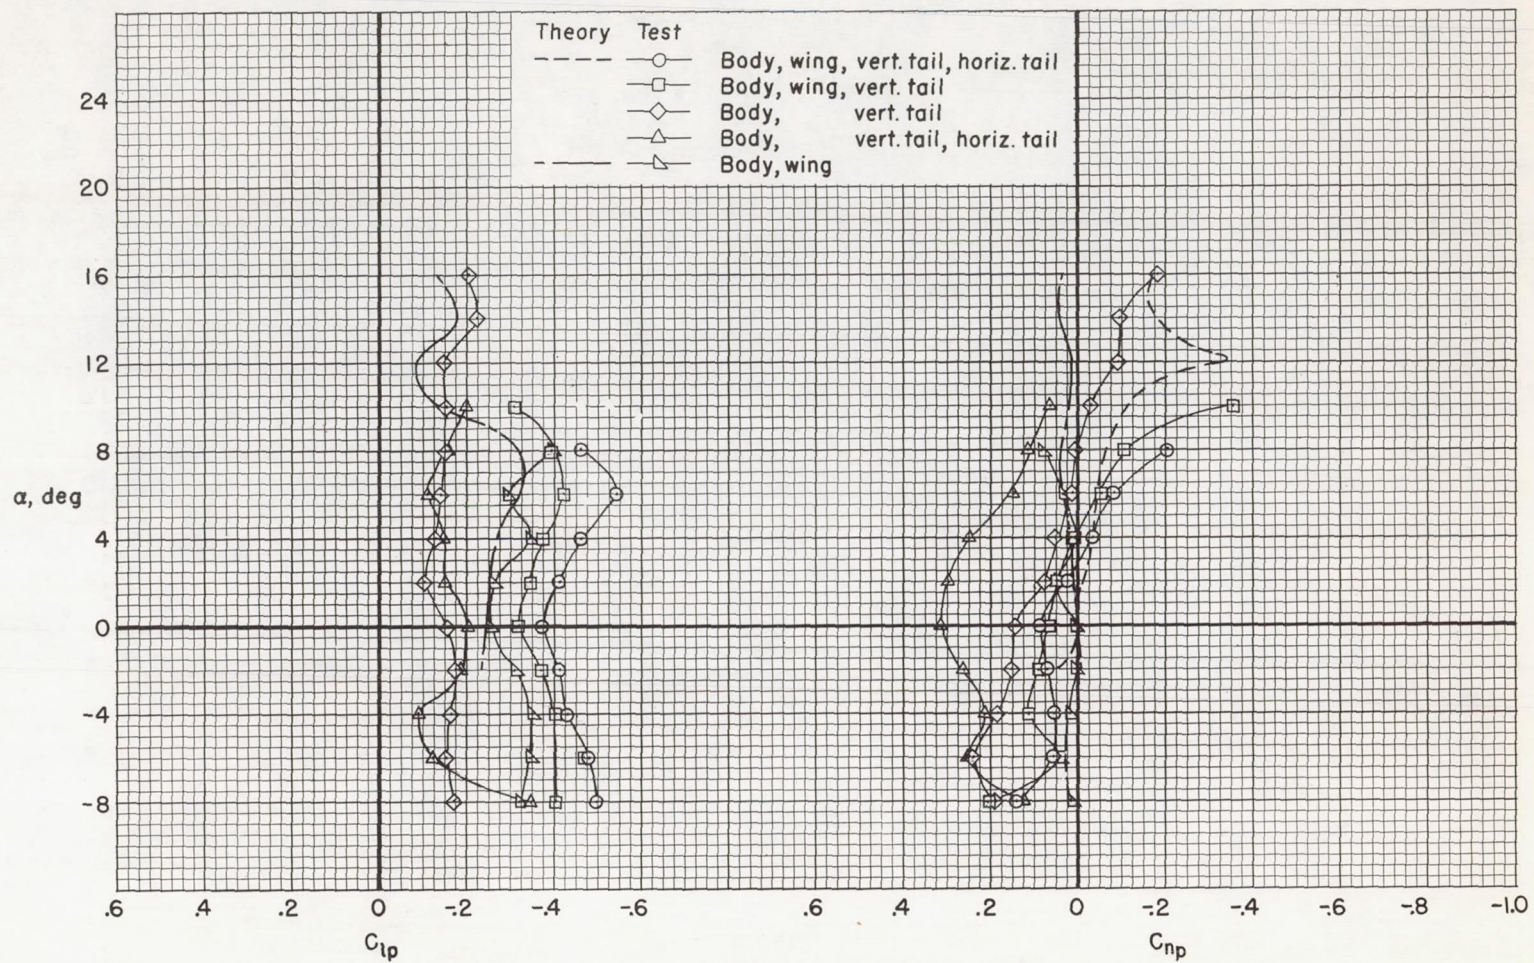 Theory Test
Body, wing, vert. tail, horiz. tail
Body, wing, vert. tail
Body, vert. tail
Body, vert. tail, horiz. tail
Body, wing
24
20
16
12
8
α, deg
4
0
-4
-8
.6 .4 .2 0 -.2 -.4 -.6 .6 .4 .2 0 -.2 -.4 -.6 -.8 -1.0
Clp Cnp